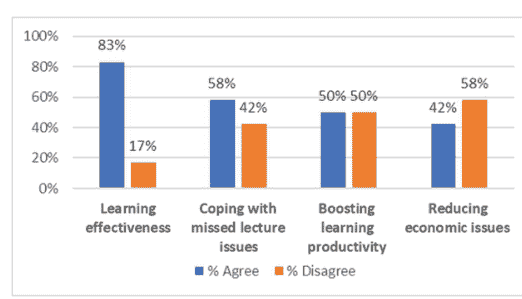 100%
80%
60%
40%
20%
0%
83%
17%
58%
42%
50% 50%
42%
58%
Learning
effectiveness
Coping with
missed lecture
issues
Boosting
learning
productivity
Reducing
economic issues
% Agree % Disagree